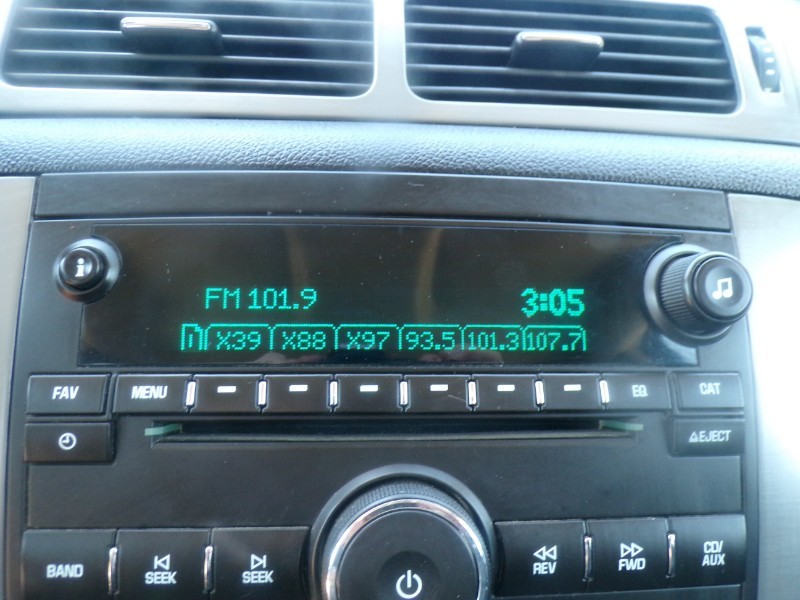 i
FM 101.9 3:05
1 X39 X88 X97 93.5 101.3 107.7
FAV MENU EQ CAT
EJECT
BAND SEEK SEEK REV FWD CD/
AUX